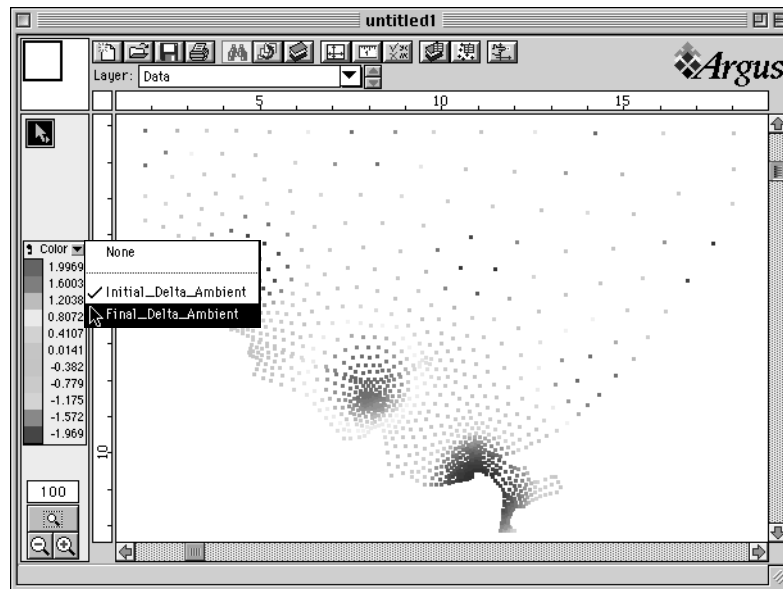 untitled1
Layer: Data
Argus
5 10 15
Color
None
Initial_Delta_Ambient
Final_Delta_Ambient
1.9969
1.6003
1.2038
0.8072
0.4107
0.0141
-0.382
-0.779
-1.175
-1.572
-1.969
10
100